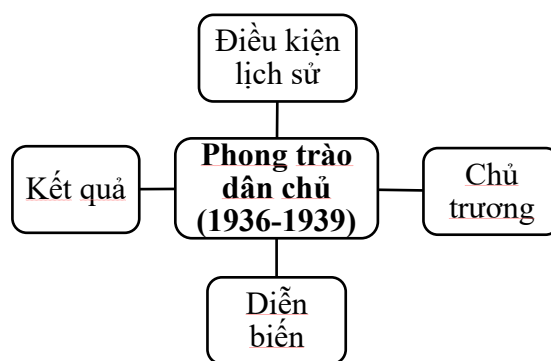 Điều kiện
lịch sử
Kết quả
Phong trào
dân chủ
(1936-1939)
Chủ
trương
Diễn
biến